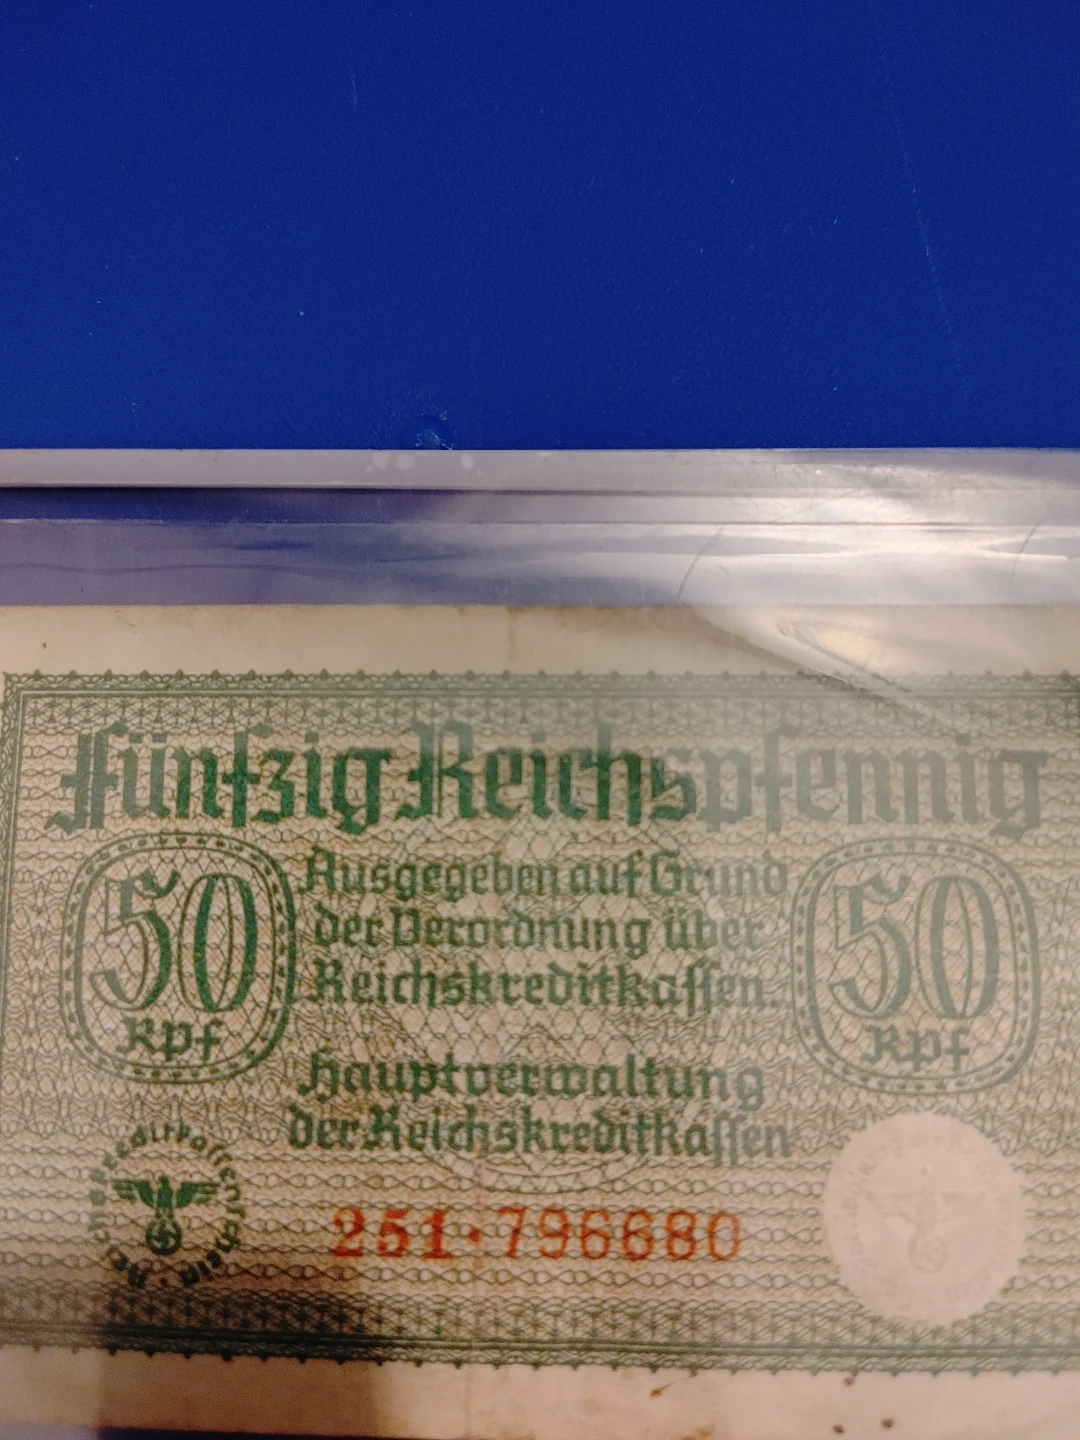 Fünfzig Reichspfennig
50
Rpf
Ausgegeben auf Grund
der Verordnung über
Reichskreditkassen.
50
Rpf
Hauptverwaltung
der Reichskreditkassen
251·796680